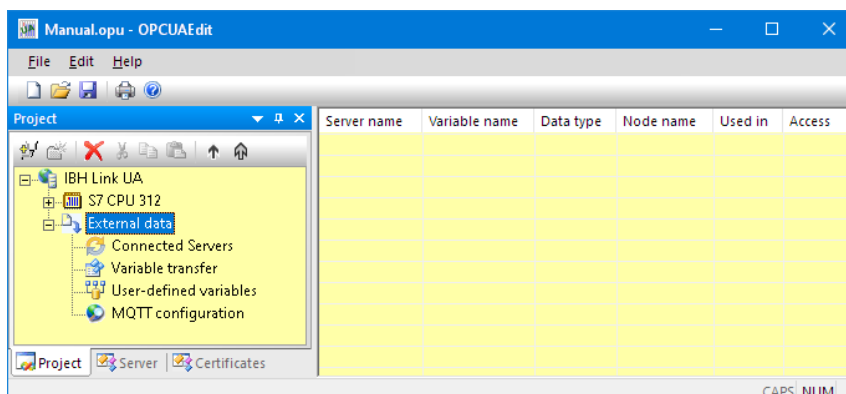 Manual.opu - OPCUAEdit
File Edit Help
Project
Server name Variable name Data type Node name Used in Access
IBH Link UA
S7 CPU 312
External data
Connected Servers
Variable transfer
User-defined variables
MQTT configuration
Project Server Certificates
CAPS NUM